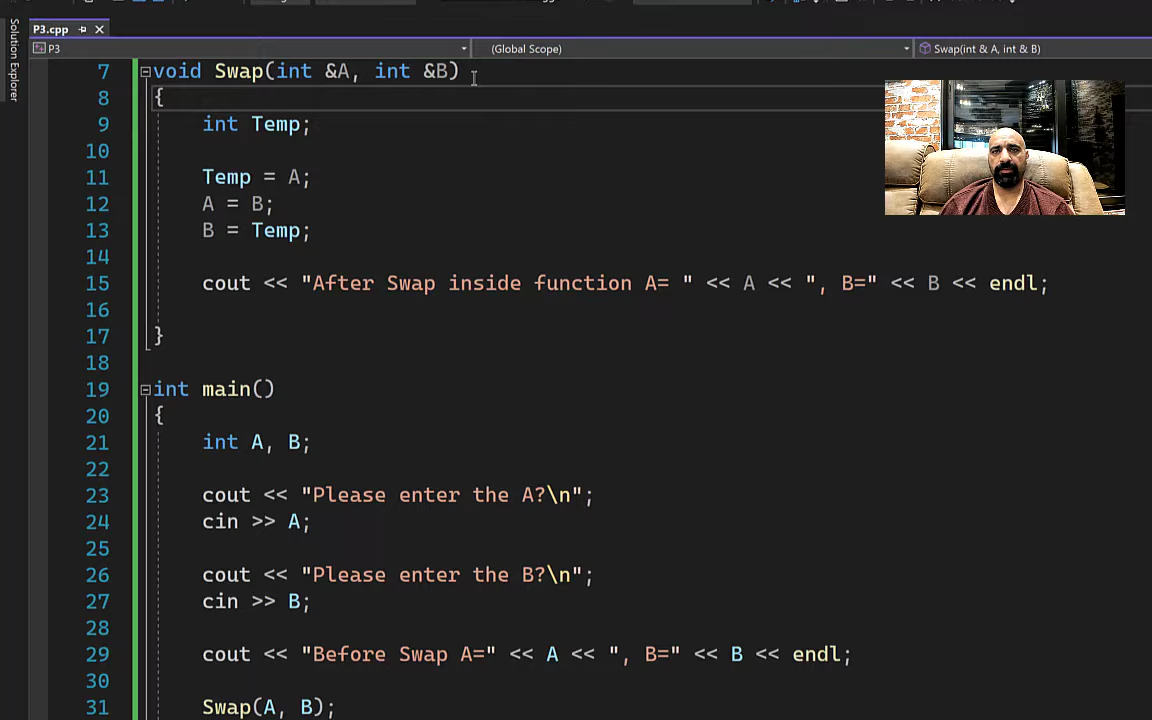 P3.cpp
Solution Explorer
P3
(Global Scope)
Swap(int & A, int & B)
7 void Swap(int &A, int &B)
8 {
9 int Temp;
10
11 Temp = A;
12 A = B;
13 B = Temp;
14
15 cout << "After Swap inside function A= " << A << ", B=" << B << endl;
16
17 }
18
19 int main()
20 {
21 int A, B;
22
23 cout << "Please enter the A?\n";
24 cin >> A;
25
26 cout << "Please enter the B?\n";
27 cin >> B;
28
29 cout << "Before Swap A=" << A << ", B=" << B << endl;
30
31 Swap(A, B);